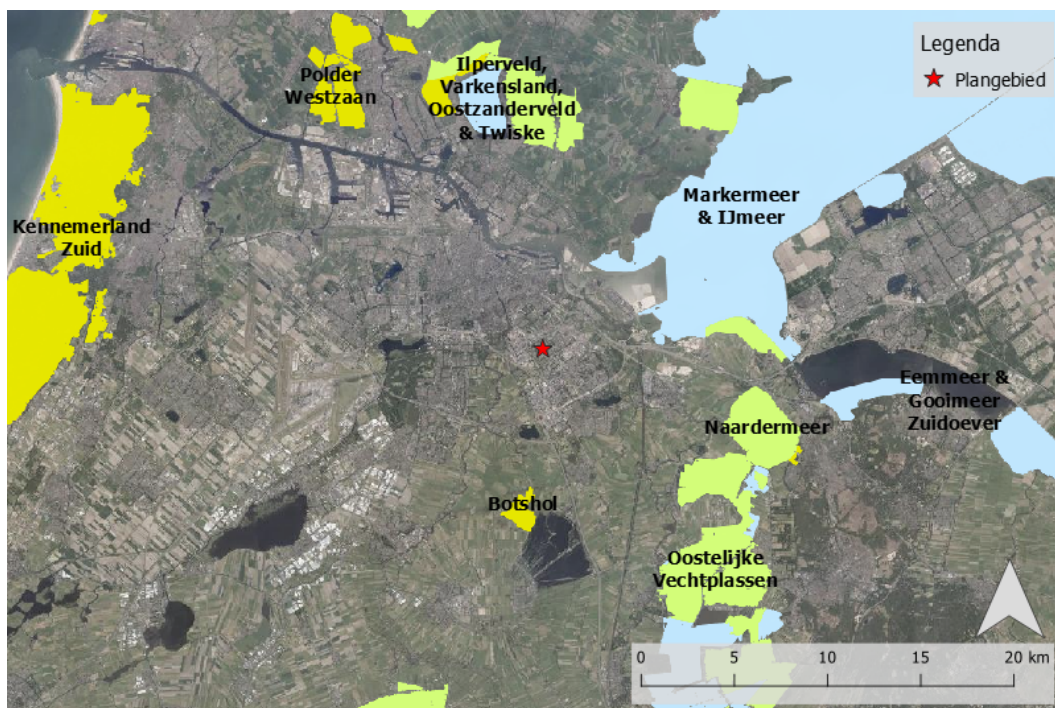 Legenda
Plangebied
Polder
Westzaan
Ilperveld,
Varkensland,
Oostzanderveld
& Twiske
Markermeer
& IJmeer
Kennemerland
Zuid
Eemmeer &
Gooimeer
Zuidoever
Naardermeer
Botshol
Oostelijke
Vechtplassen
0 5 10 15 20 km